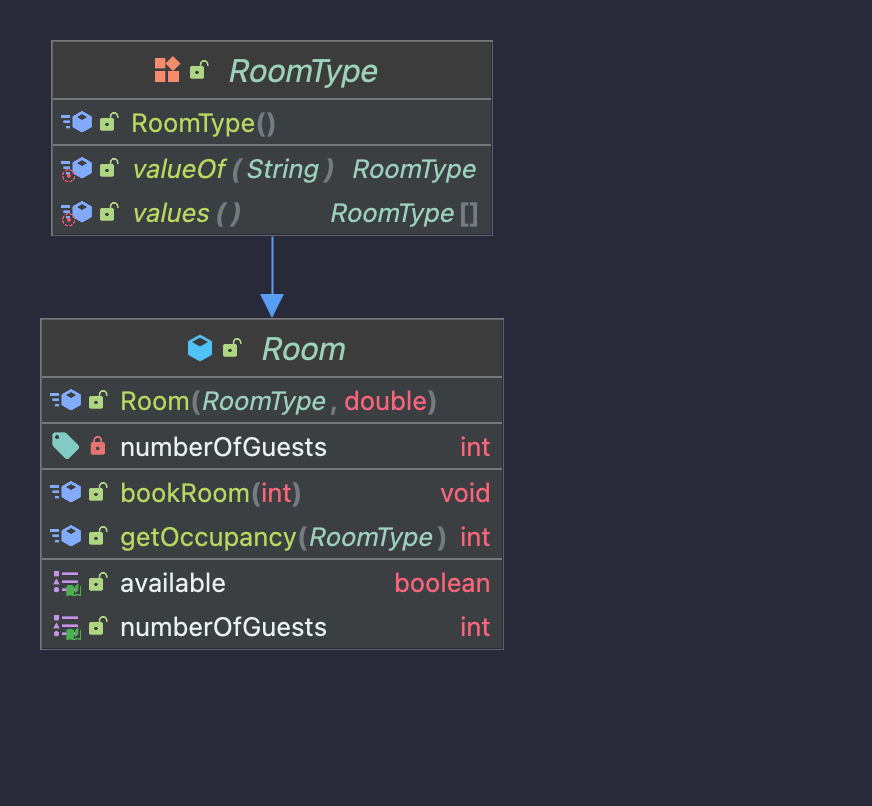 RoomType
RoomType()
valueOf(String) RoomType
values() RoomType[]
Room
Room(RoomType, double)
numberOfGuests int
bookRoom(int) void
getOccupancy(RoomType) int
available boolean
numberOfGuests int